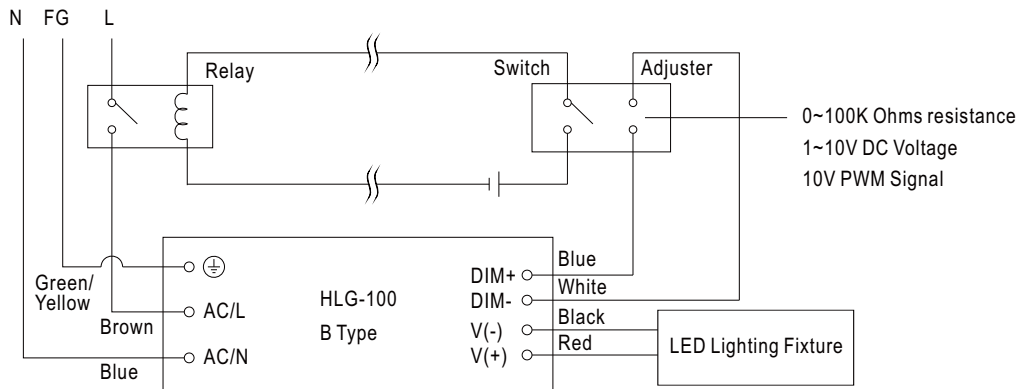 N FG L
Relay
Switch
Adjuster
0~100K Ohms resistance
1~10V DC Voltage
10V PWM Signal
Green/
Yellow
Brown
Blue
AC/L
AC/N
HLG-100
B Type
DIM+
DIM-
V(-)
V(+)
Blue
White
Black
Red
LED Lighting Fixture